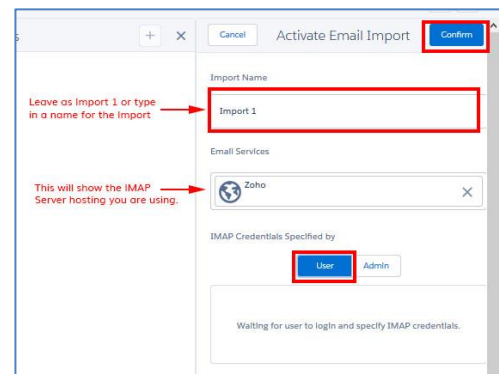 s + × Cancel Activate Email Import Confirm
Import Name
Leave as Import 1 or type
in a name for the Import
Import 1
Email Services
This will show the IMAP
Server hosting you are using.
Zoho ×
IMAP Credentials Specified by
User Admin
Waiting for user to login and specify IMAP credentials.